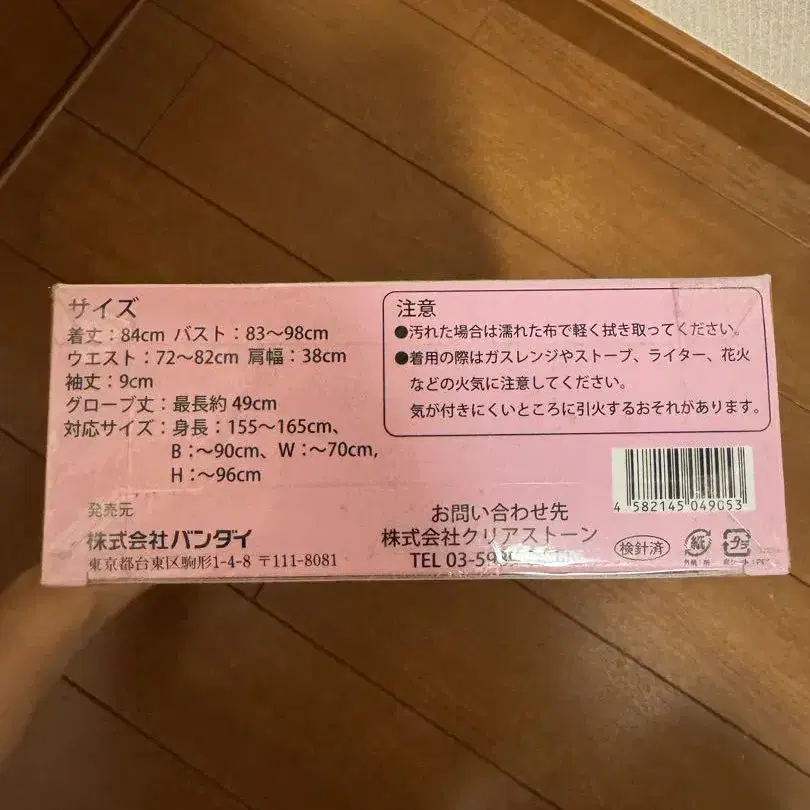 サイズ
着丈：84cm バスト：83～98cm
ウエスト：72～82cm 肩幅：38cm
袖丈：9cm
グローブ丈：最長約 49cm
対応サイズ：身長：155～165cm、
B：～90cm、W：～70cm,
H：～96cm
注意
●汚れた場合は濡れた布で軽く拭き取ってください。
●着用の際はガスレンジやストーブ、ライター、花火
などの火気に注意してください。
気が付きにくいところに引火するおそれがあります。
4 582145 049053
発売元
株式会社バンダイ
東京都台東区駒形1-4-8 〒111-8081
お問い合わせ先
株式会社クリアストーン
TEL 03-59
検針済
紙
プラ